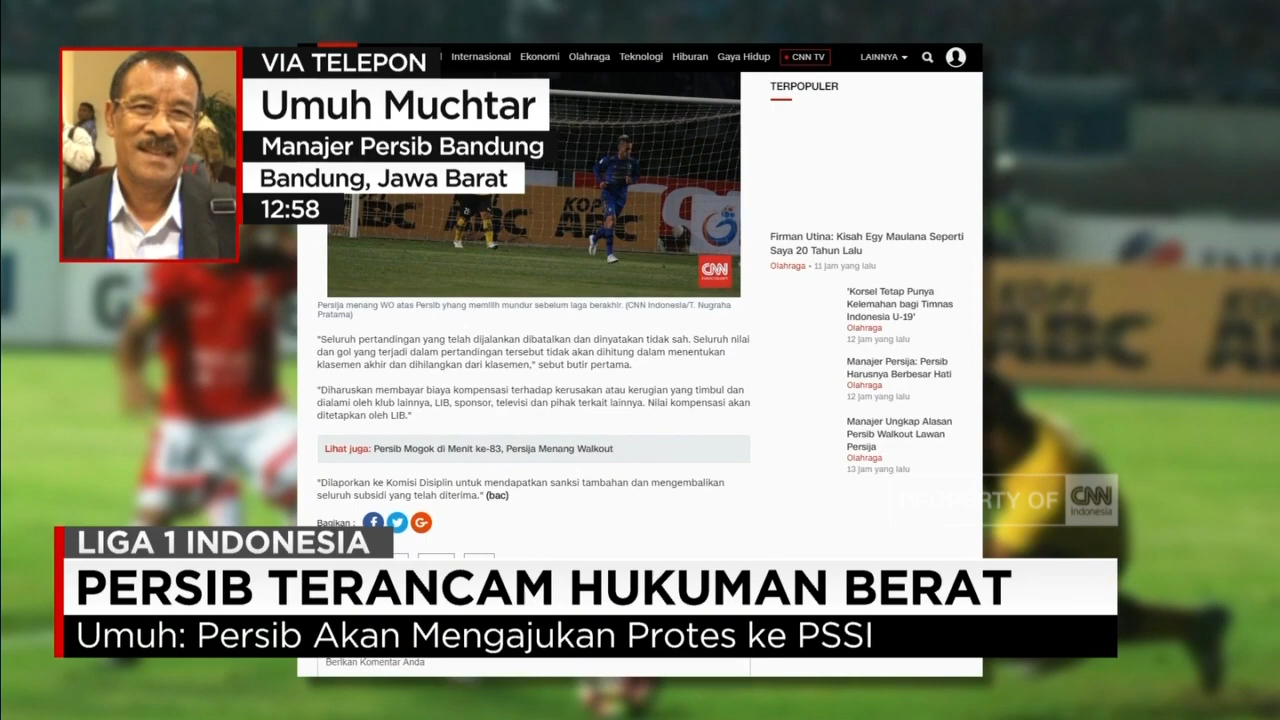 VIA TELEPON
Umuh Muchtar
Manajer Persib Bandung
Bandung, Jawa Barat
12:58
Internasional Ekonomi Olahraga Teknologi Hiburan Gaya Hidup CNN TV LAINNYA
KOPI
ABC
KOPI
ABC
CNN
Persija menang WO atas Persib yhang memilih mundur sebelum laga berakhir. (CNN Indonesia/T. Nugraha
Pratama)
"Seluruh pertandingan yang telah dijalankan dibatalkan dan dinyatakan tidak sah. Seluruh nilai
dan gol yang terjadi dalam pertandingan tersebut tidak akan dihitung dalam menentukan
klasemen akhir dan dihilangkan dari klasemen," sebut butir pertama.
"Diharuskan membayar biaya kompensasi terhadap kerusakan atau kerugian yang timbul dan
dialami oleh klub lainnya, LIB, sponsor, televisi dan pihak terkait lainnya. Nilai kompensasi akan
ditetapkan oleh LIB."
Lihat juga: Persib Mogok di Menit ke-83, Persija Menang Walkout
"Dilaporkan ke Komisi Disiplin untuk mendapatkan sanksi tambahan dan mengembalikan
seluruh subsidi yang telah diterima." (bac)
Bagikan :
TERPOPULER
Firman Utina: Kisah Egy Maulana Seperti
Saya 20 Tahun Lalu
Olahraga • 11 jam yang lalu
'Korsel Tetap Punya
Kelemahan bagi Timnas
Indonesia U-19'
Olahraga
12 jam yang lalu
Manajer Persija: Persib
Harusnya Berbesar Hati
Olahraga
12 jam yang lalu
Manajer Ungkap Alasan
Persib Walkout Lawan
Persija
Olahraga
13 jam yang lalu
KOPI
ABC
PROPERTY OF CNN
Indonesia
LIGA 1 INDONESIA
PERSIB TERANCAM HUKUMAN BERAT
Umuh: Persib Akan Mengajukan Protes ke PSSI
Berikan Komentar Anda